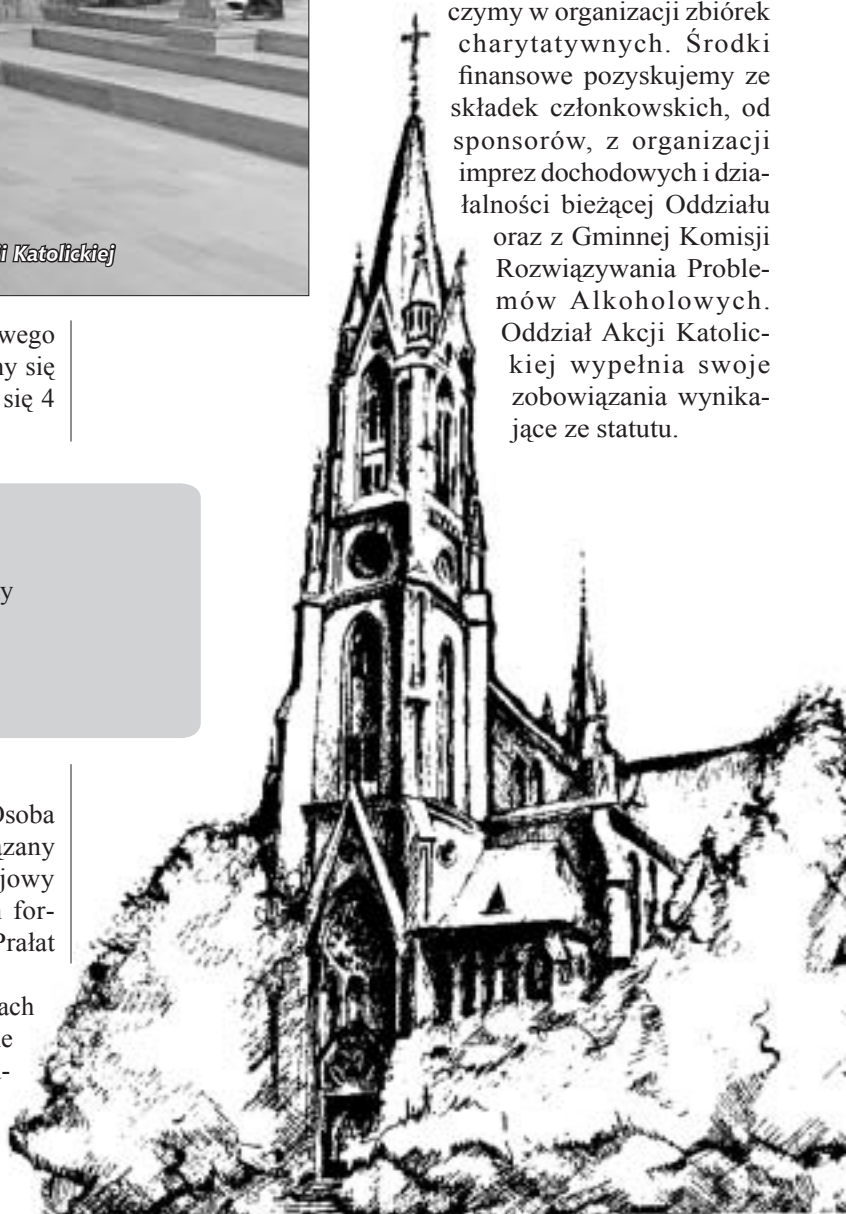 i Katolickiej
wego
się
się 4
y
Osoba
jowy
for-
Prałat
ach
czymy w organizacji zbiórek
charytatywnych. Środki
finansowe pozyskujemy ze
składek członkowskich, od
sponsorów, z organizacji
imprez dochodowych i dzia-
łalności bieżącej Oddziału
oraz z Gminnej Komisji
Rozwiązywania Proble-
mów Alkoholowych.
Oddział Akcji Katolic-
kiej wypełnia swoje
zobowiązania wynika-
jące ze statutu.